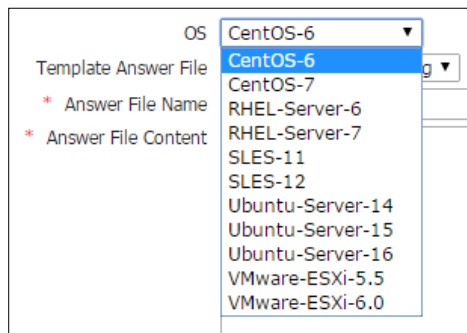 OS CentOS-6
CentOS-6
Template Answer File g
CentOS-7
* Answer File Name RHEL-Server-6
RHEL-Server-7
* Answer File Content
SLES-11
SLES-12
Ubuntu-Server-14
Ubuntu-Server-15
Ubuntu-Server-16
VMware-ESXi-5.5
VMware-ESXi-6.0